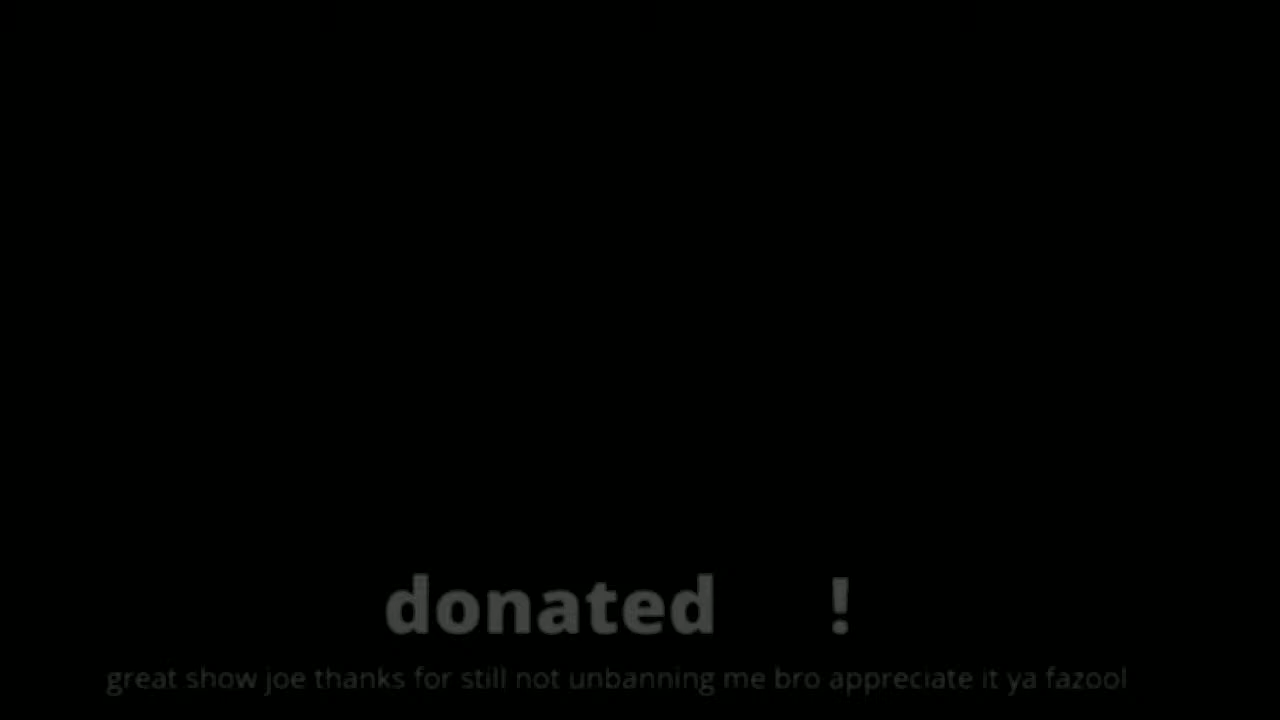 donated !
great show joe thanks for still not unbanning me bro appreciate it ya fazool